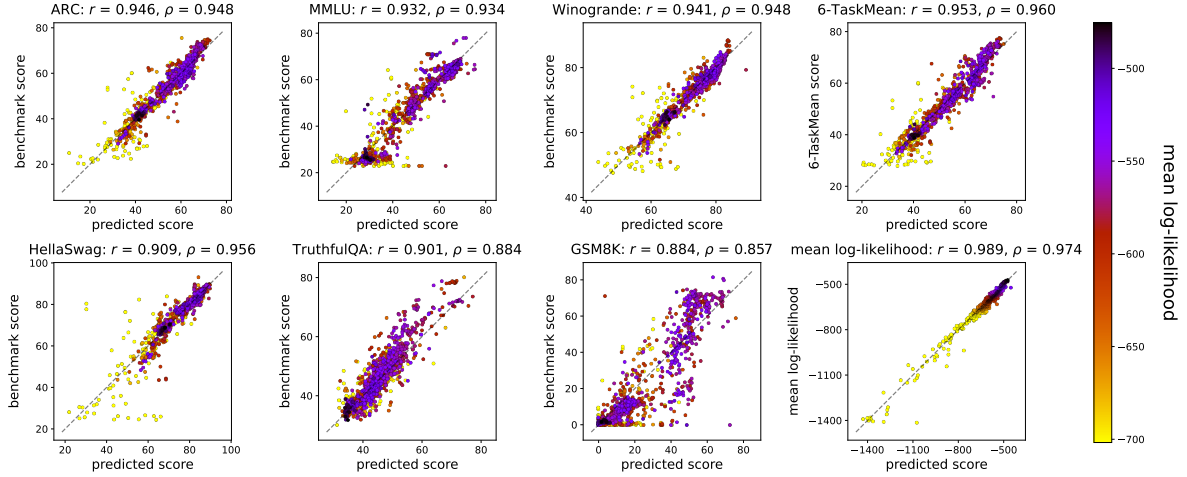 ARC: r = 0.946, ρ = 0.948
80
60
40
20
20 40 60 80
benchmark score
predicted score
MMLU: r = 0.932, ρ = 0.934
80
60
40
20
20 40 60 80
benchmark score
predicted score
Winogrande: r = 0.941, ρ = 0.948
80
60
40
40 60 80
benchmark score
predicted score
6-TaskMean: r = 0.953, ρ = 0.960
80
60
40
20
20 40 60 80
6-TaskMean score
predicted score
HellaSwag: r = 0.909, ρ = 0.956
100
80
60
40
20
20 40 60 80 100
benchmark score
predicted score
TruthfulQA: r = 0.901, ρ = 0.884
80
60
40
40 60 80
benchmark score
predicted score
GSM8K: r = 0.884, ρ = 0.857
80
60
40
20
0
0 20 40 60 80
benchmark score
predicted score
mean log-likelihood: r = 0.989, ρ = 0.974
−500
−800
−1100
−1400
−1400 −1100 −800 −500
mean log-likelihood
predicted score
−500
−550
−600
−650
−700
mean log-likelihood